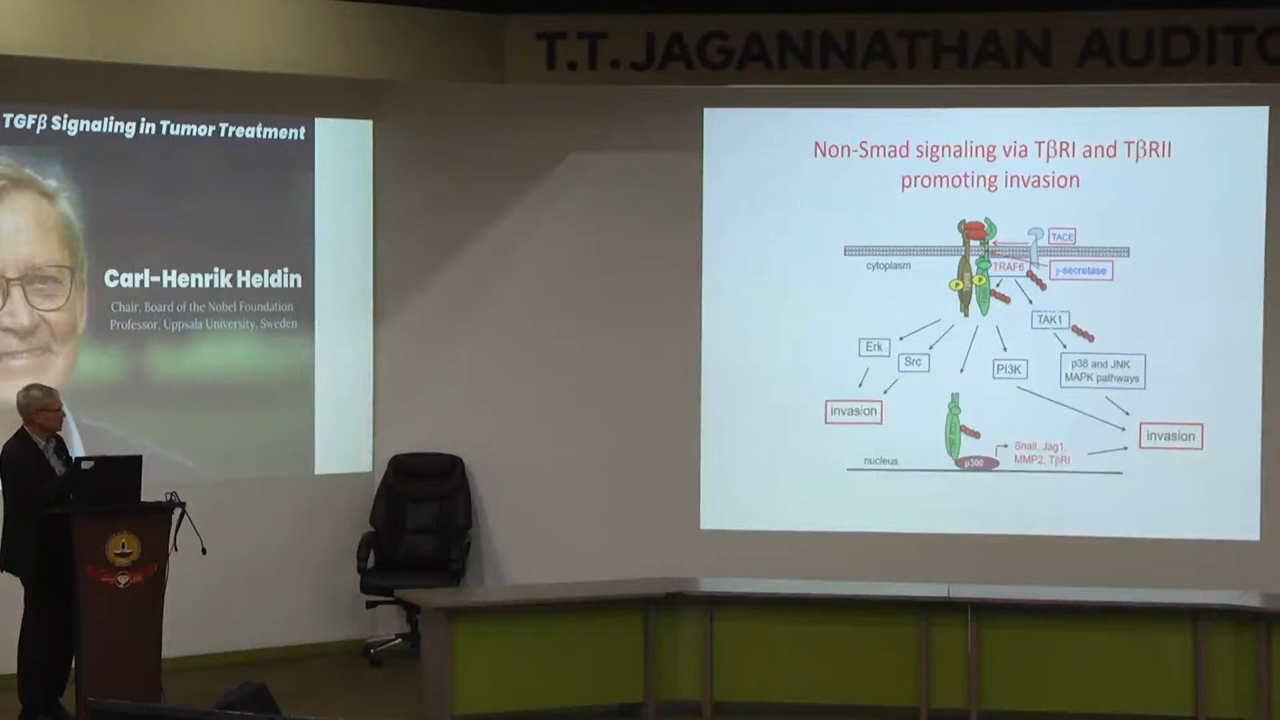 T.T. JAGANNATHAN AUDITO
TGFβ Signaling in Tumor Treatment
Carl-Henrik Heldin
Chair, Board of the Nobel Foundation
Professor, Uppsala University, Sweden
Non-Smad signaling via TβRI and TβRII
promoting invasion
TACE
cytoplasm
TRAF6
γ-secretase
P
P
TAK1
Erk
Src
PI3K
p38 and JNK
MAPK pathways
invasion
invasion
Snail, Jag1,
MMP2, TβRI
nucleus
p300